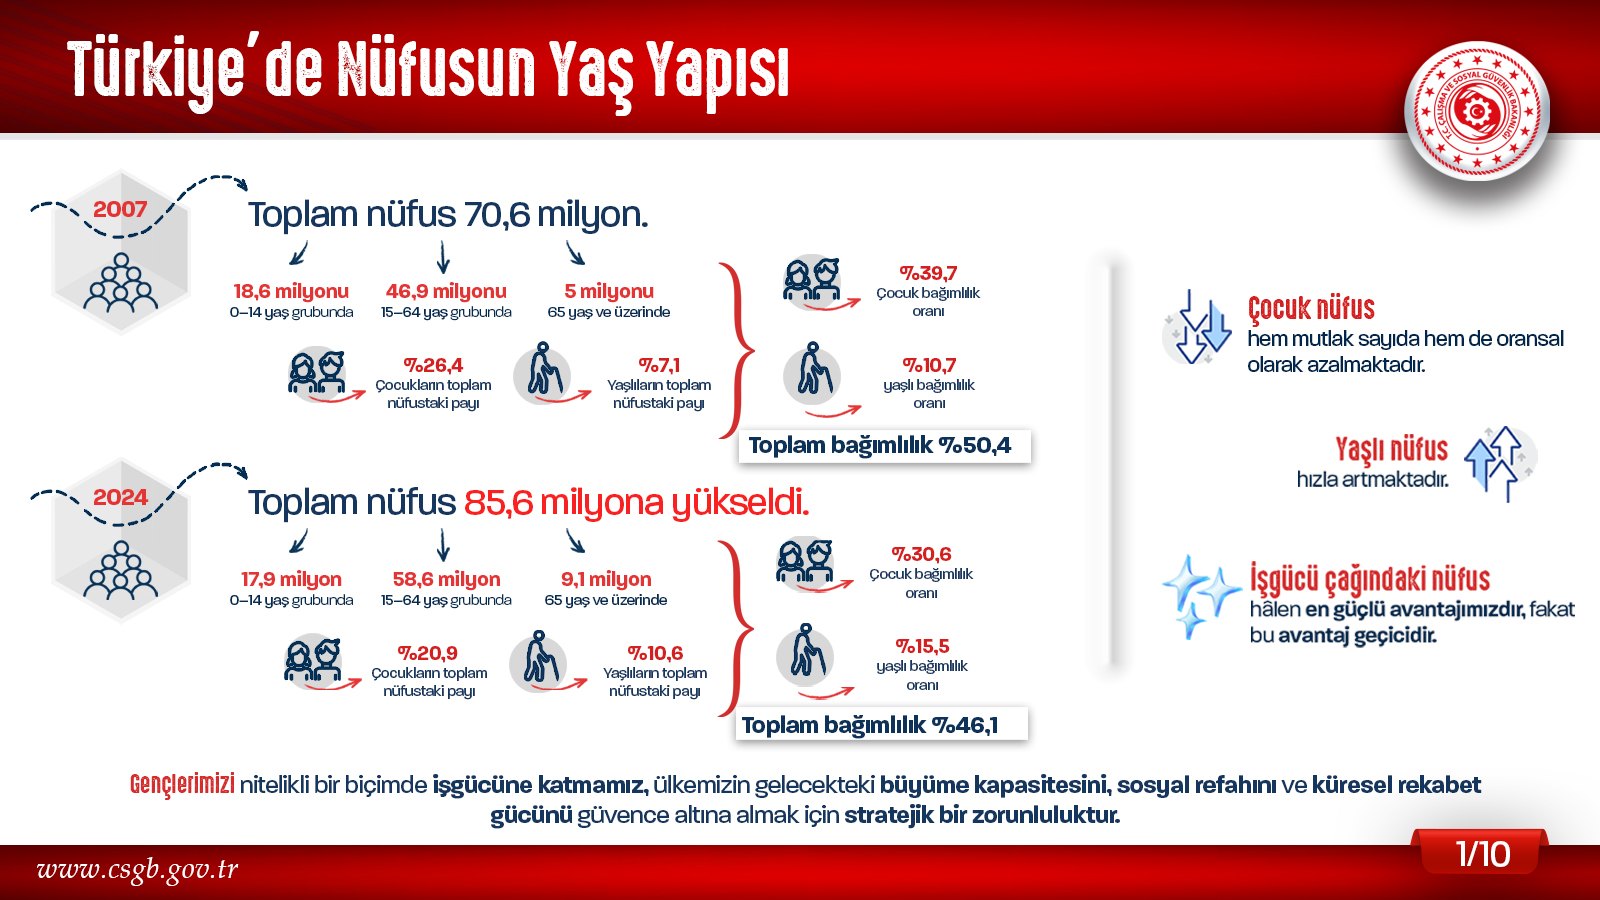 Türkiye'de Nüfusun Yaş Yapısı
T.C. ÇALIŞMA VE SOSYAL GÜVENLİK BAKANLIĞI
2007
Toplam nüfus 70,6 milyon.
18,6 milyonu
0–14 yaş grubunda
46,9 milyonu
15–64 yaş grubunda
5 milyonu
65 yaş ve üzerinde
%26,4
Çocukların toplam
nüfustaki payı
%7,1
Yaşlıların toplam
nüfustaki payı
%39,7
Çocuk bağımlılık
oranı
%10,7
yaşlı bağımlılık
oranı
Toplam bağımlılık %50,4
2024
Toplam nüfus 85,6 milyona yükseldi.
17,9 milyon
0–14 yaş grubunda
58,6 milyon
15–64 yaş grubunda
9,1 milyon
65 yaş ve üzerinde
%20,9
Çocukların toplam
nüfustaki payı
%10,6
Yaşlıların toplam
nüfustaki payı
%30,6
Çocuk bağımlılık
oranı
%15,5
yaşlı bağımlılık
oranı
Toplam bağımlılık %46,1
Çocuk nüfus
hem mutlak sayıda hem de oransal
olarak azalmaktadır.
Yaşlı nüfus
hızla artmaktadır.
İşgücü çağındaki nüfus
hâlen en güçlü avantajımızdır, fakat
bu avantaj geçicidir.
Gençlerimizi nitelikli bir biçimde işgücüne katmamız, ülkemizin gelecekteki büyüme kapasitesini, sosyal refahını ve küresel rekabet
gücünü güvence altına almak için stratejik bir zorunluluktur.
www.csgb.gov.tr
1/10